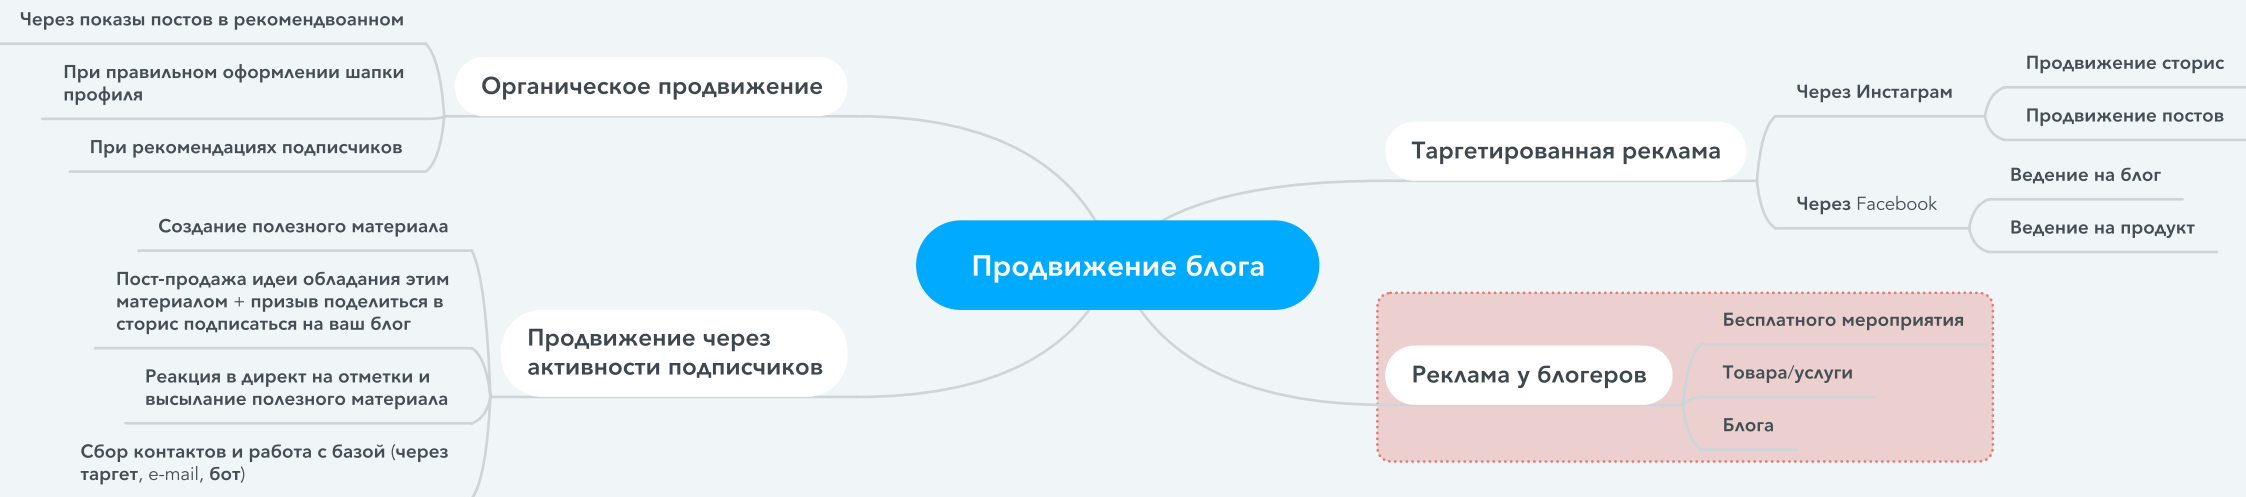 Через показы постов в рекомендвоанном
При правильном оформлении шапки
профиля
При рекомендациях подписчиков
Органическое продвижение
Создание полезного материала
Пост-продажа идеи обладания этим
материалом + призыв поделиться в
сторис подписаться на ваш блог
Реакция в директ на отметки и
высылание полезного материала
Сбор контактов и работа с базой (через
таргет, e-mail, бот)
Продвижение через
активности подписчиков
Продвижение блога
Таргетированная реклама
Через Инстаграм
Продвижение сторис
Продвижение постов
Через Facebook
Ведение на блог
Ведение на продукт
Реклама у блогеров
Бесплатного мероприятия
Товара/услуги
Блога